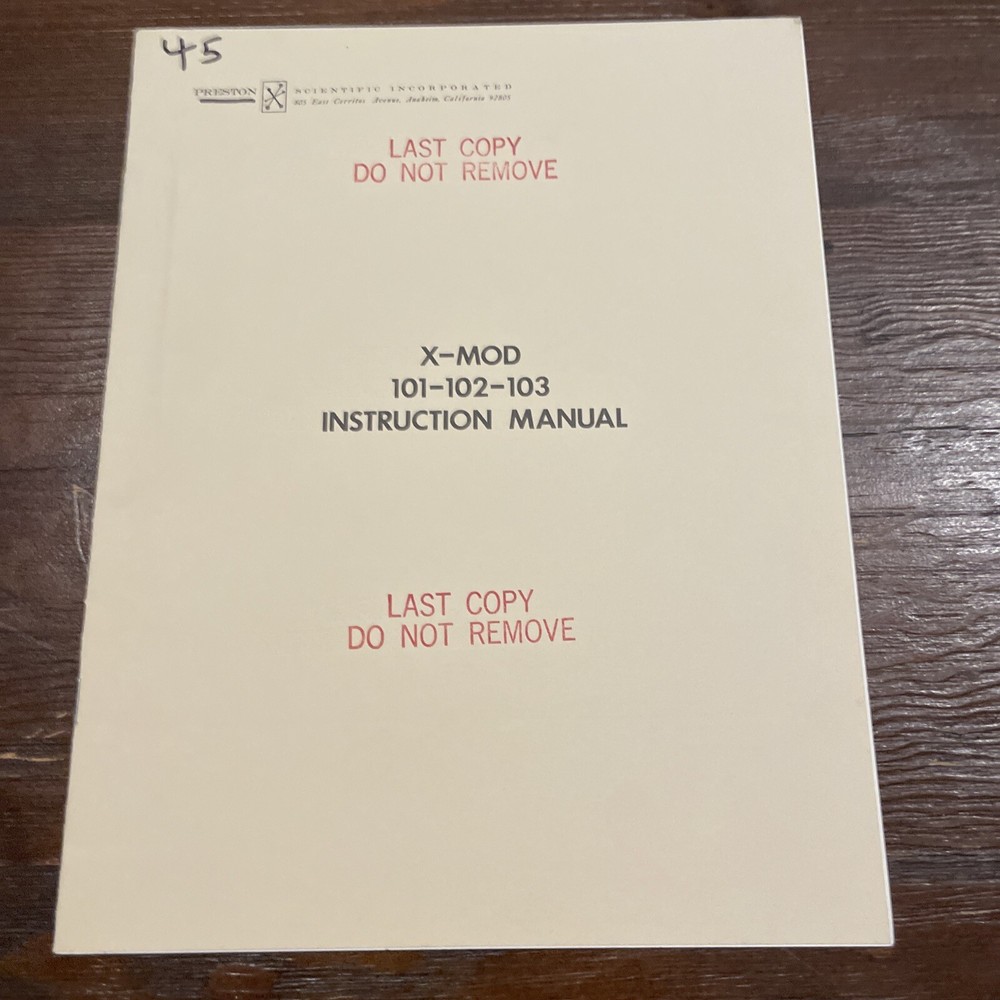 45
PRESTON SCIENTIFIC INCORPORATED
805 East Cerritos Avenue, Anaheim, California 92805
LAST COPY
DO NOT REMOVE
X-MOD
101-102-103
INSTRUCTION MANUAL
LAST COPY
DO NOT REMOVE